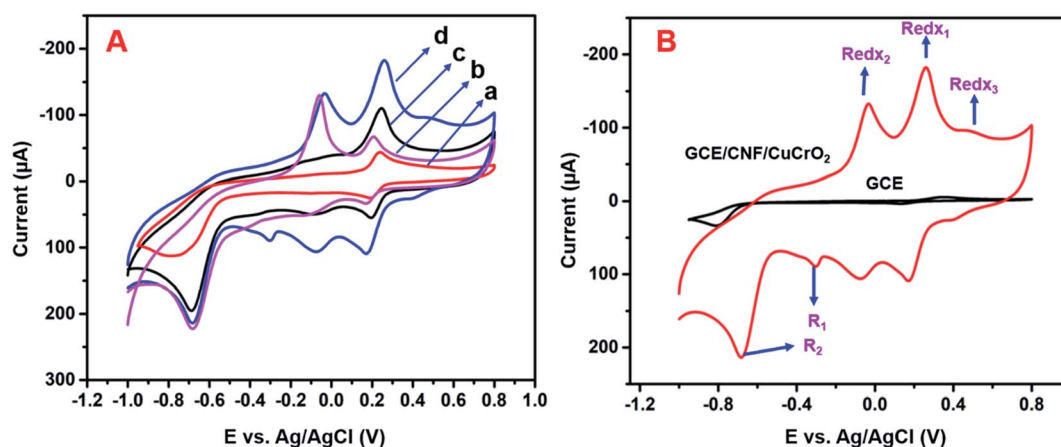 A
d
c
b
a
-200
-100
0
100
200
300
Current (µA)
-1.2 -1.0 -0.8 -0.6 -0.4 -0.2 0.0 0.2 0.4 0.6 0.8 1.0
E vs. Ag/AgCl (V)
B
Redx₁
Redx₂
Redx₃
GCE/CNF/CuCrO₂
GCE
R₁
R₂
-200
-100
0
100
200
Current (µA)
-1.2 -0.8 -0.4 0.0 0.4 0.8
E vs. Ag/AgCl (V)